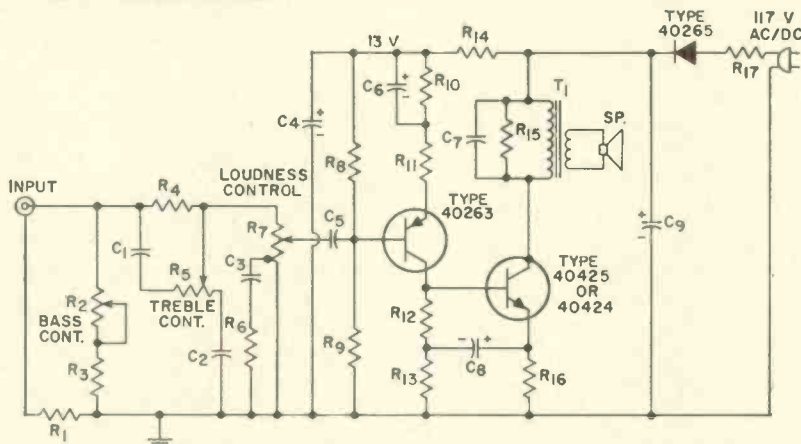 TYPE
40265
117 V
AC/DC
13 V
R14
R17
C6
R10
T1
C4
C7
R15
SP.
R8
R11
LOUDNESS
CONTROL
TYPE
40263
INPUT
R4
R7
C5
C9
C1
C3
TYPE
40425
OR
40424
R5
TREBLE
CONT.
R2
BASS
CONT.
R6
R12
C2
R9
C8
R3
R13
R16
R1